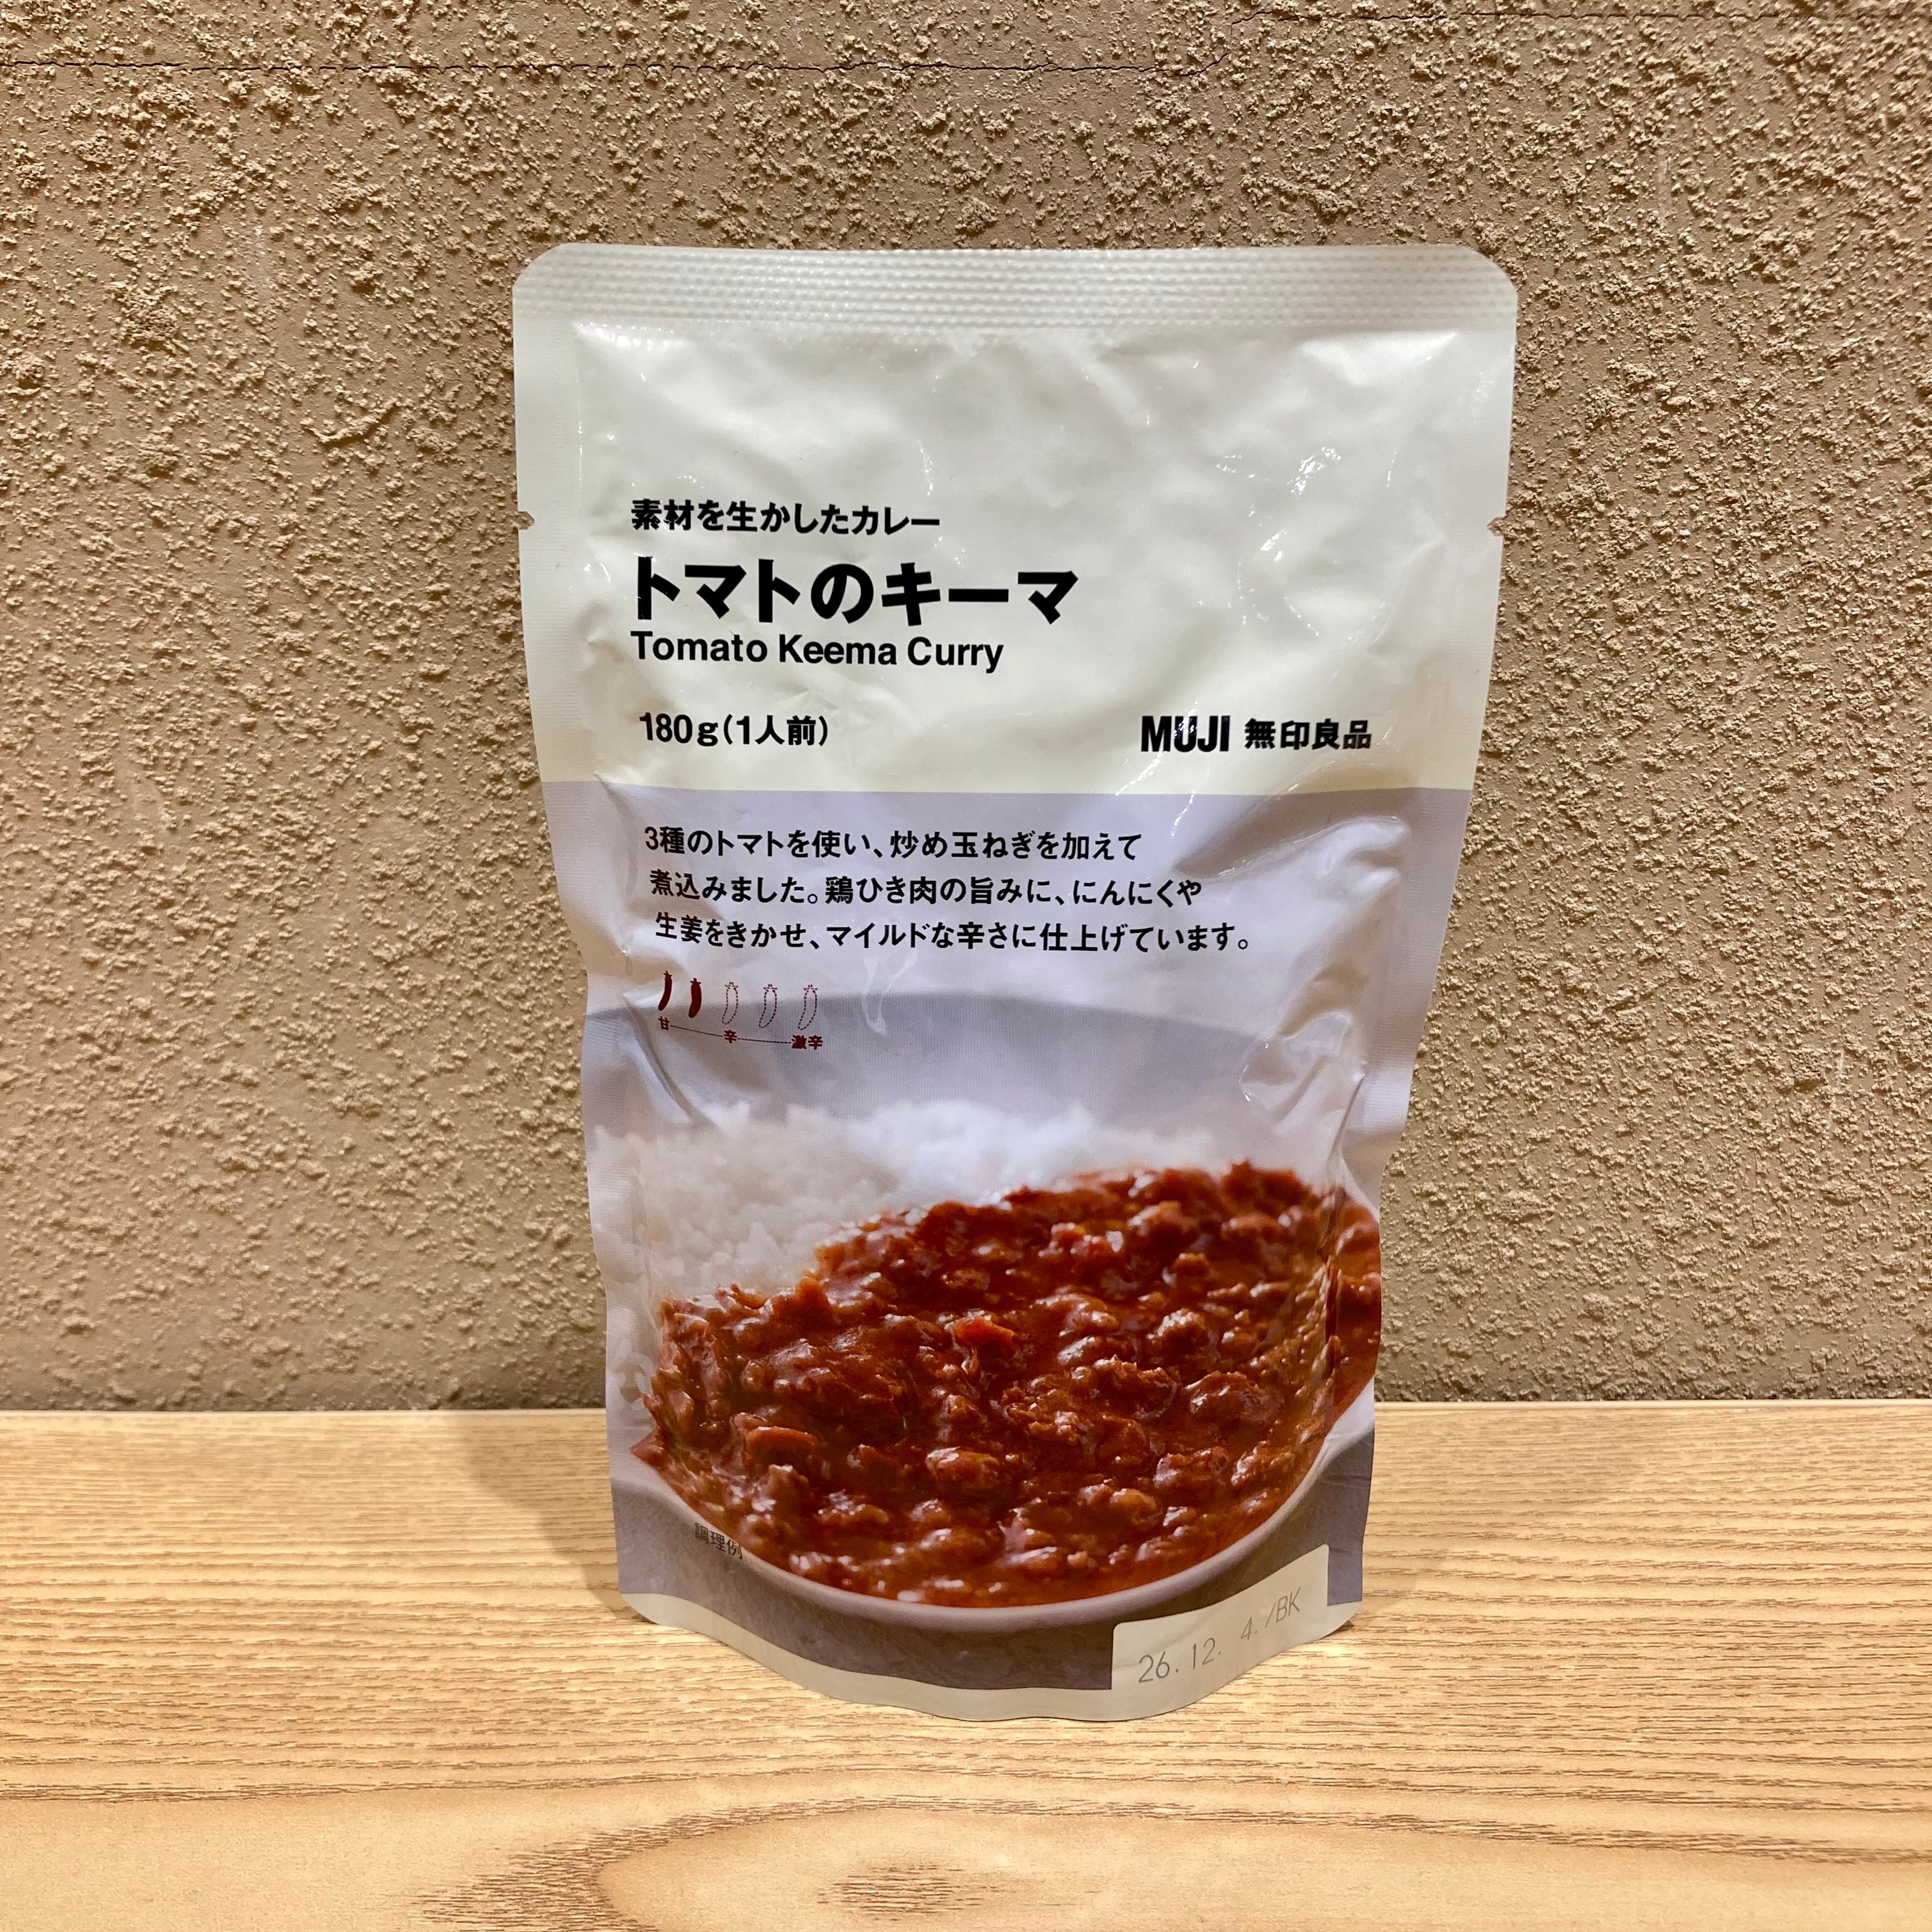 素材を生かしたカレー
トマトのキーマ
Tomato Keema Curry
180g(1人前)
MUJI 無印良品
3種のトマトを使い、炒め玉ねぎを加えて
煮込みました。鶏ひき肉の旨みに、にんにくや
生姜をきかせ、マイルドな辛さに仕上げています。
甘 辛 激辛
調理例
26.12. 4./BK